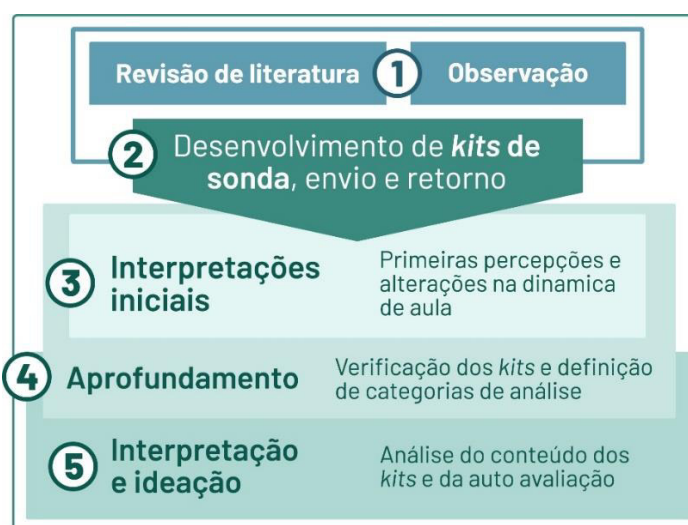 Revisão de literatura 1 Observação
2 Desenvolvimento de kits de
sonda, envio e retorno
3 Interpretações
iniciais
Primeiras percepções e
alterações na dinamica
de aula
4 Aprofundamento
Verificação dos kits e definição
de categorias de análise
5 Interpretação
e ideação
Análise do conteúdo dos
kits e da auto avaliação